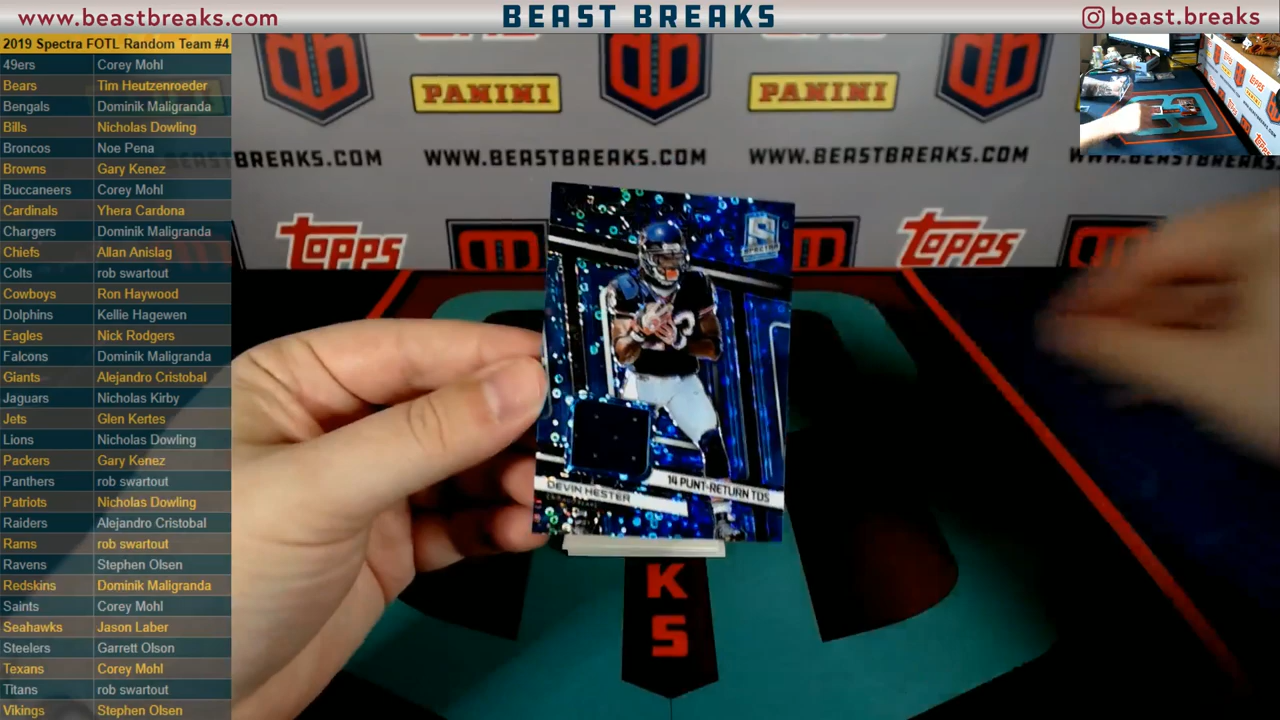 www.beastbreaks.com
BEAST BREAKS
beast.breaks
2019 Spectra FOTL Random Team #4
49ers Corey Mohl
Bears Tim Heutzenroeder
Bengals Dominik Maligranda
Bills Nicholas Dowling
Broncos Noe Pena
Browns Gary Kenez
Buccaneers Corey Mohl
Cardinals Yhera Cardona
Chargers Dominik Maligranda
Chiefs Allan Anislag
Colts rob swartout
Cowboys Ron Haywood
Dolphins Kellie Hagewen
Eagles Nick Rodgers
Falcons Dominik Maligranda
Giants Alejandro Cristobal
Jaguars Nicholas Kirby
Jets Glen Kertes
Lions Nicholas Dowling
Packers Gary Kenez
Panthers rob swartout
Patriots Nicholas Dowling
Raiders Alejandro Cristobal
Rams rob swartout
Ravens Stephen Olsen
Redskins Dominik Maligranda
Saints Corey Mohl
Seahawks Jason Laber
Steelers Garrett Olson
Texans Corey Mohl
Titans rob swartout
Vikings Stephen Olsen
PANINI PANINI
BREAKS.COM WWW.BEASTBREAKS.COM WWW.BEASTBREAKS.COM
topps topps
SPECTRA
14 PUNT-RETURN TDS
DEVIN HESTER
K
S